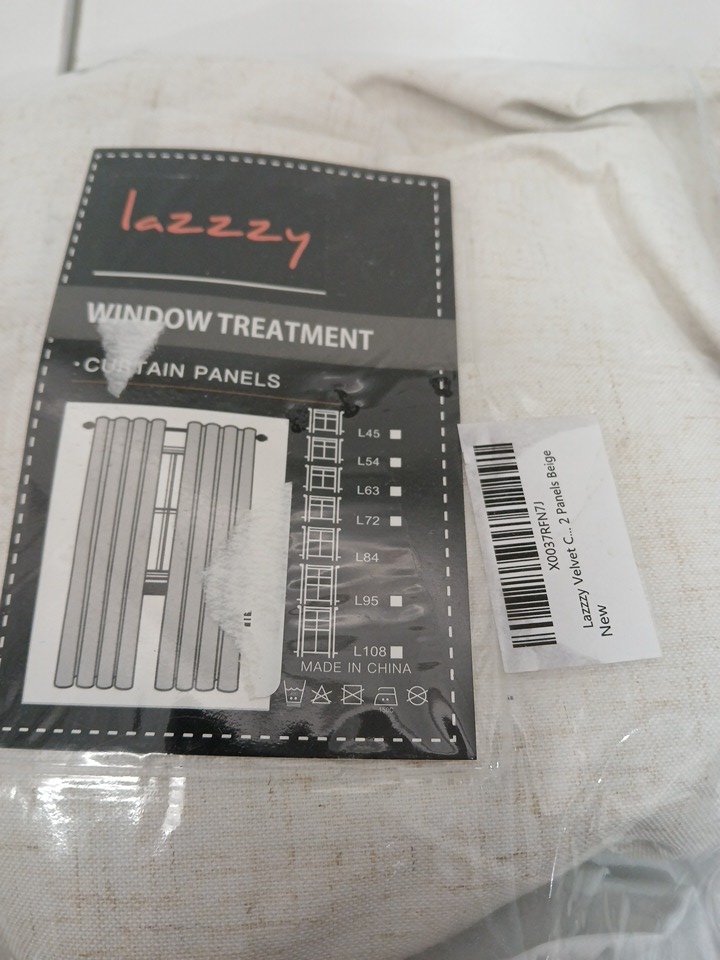 lazzzy
WINDOW TREATMENT
·CURTAIN PANELS
L45
L54
L63
L72
L84
L95
L108
MADE IN CHINA
X0037RFN7J
Lazzzy Velvet C... 2 Panels Beige
New